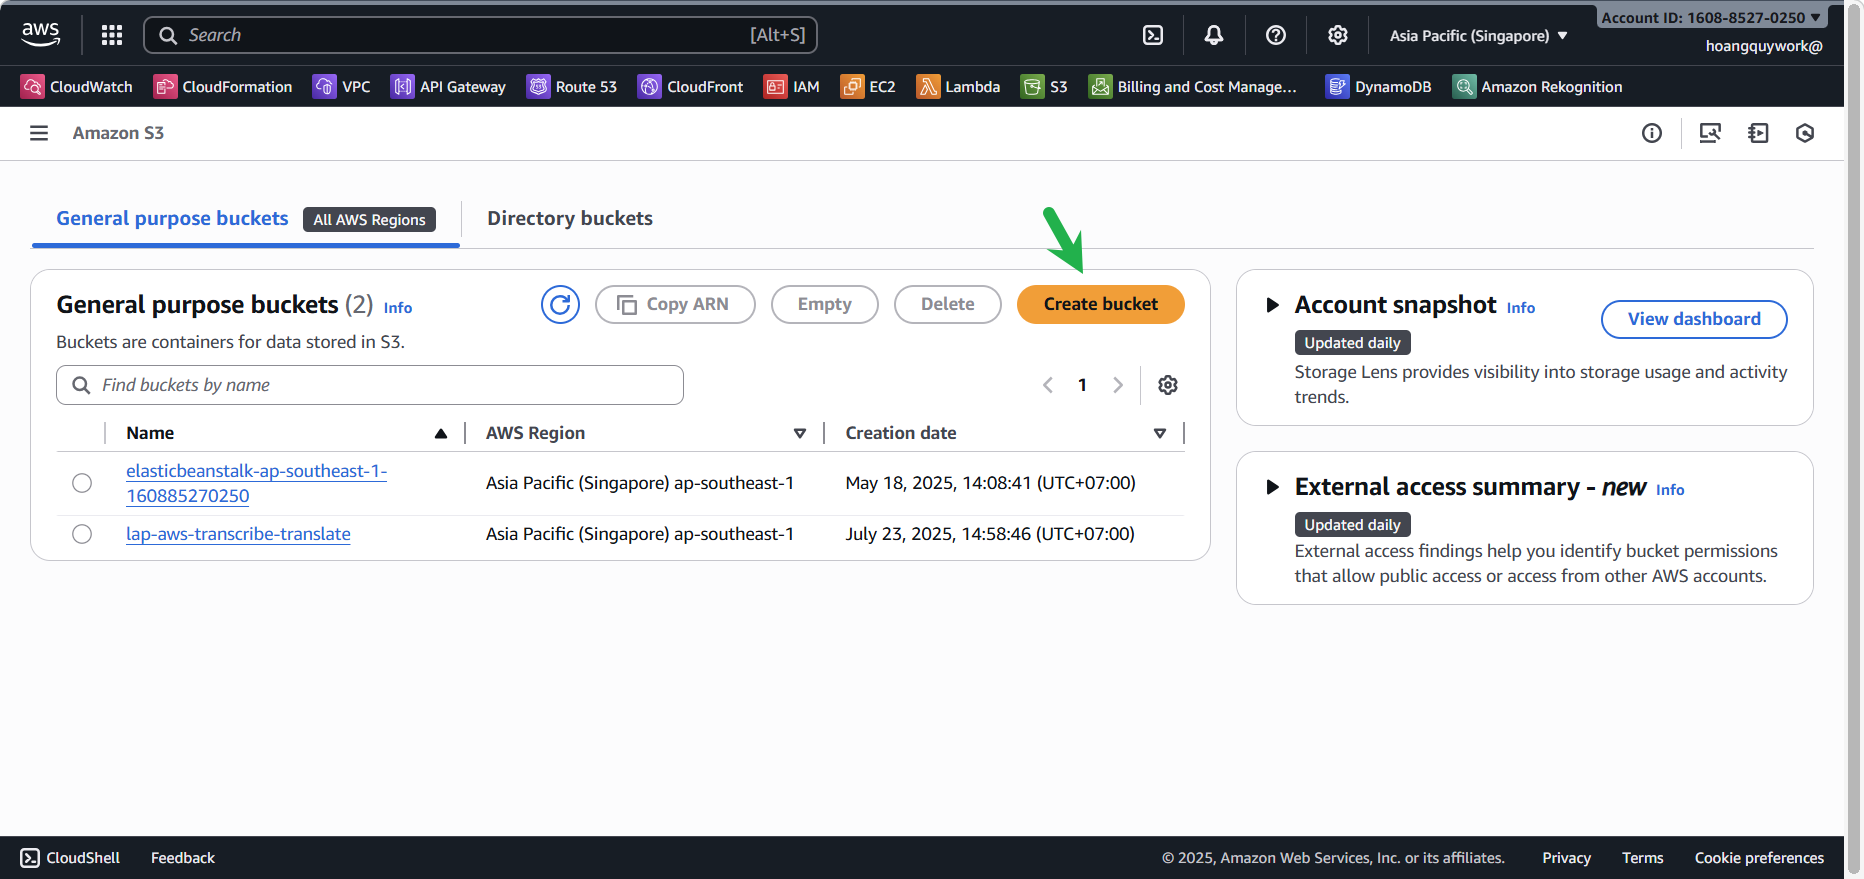 aws
Search [Alt+S]
Asia Pacific (Singapore)
Account ID: 1608-8527-0250
hoangquywork@
CloudWatch CloudFormation VPC API Gateway Route 53 CloudFront IAM EC2 Lambda S3 Billing and Cost Manage... DynamoDB Amazon Rekognition
Amazon S3
General purpose buckets All AWS Regions Directory buckets
General purpose buckets (2) Info
Copy ARN Empty Delete Create bucket
Buckets are containers for data stored in S3.
Find buckets by name
1
Name AWS Region Creation date
elasticbeanstalk-ap-southeast-1-
160885270250
Asia Pacific (Singapore) ap-southeast-1
May 18, 2025, 14:08:41 (UTC+07:00)
lap-aws-transcribe-translate Asia Pacific (Singapore) ap-southeast-1 July 23, 2025, 14:58:46 (UTC+07:00)
Account snapshot Info
View dashboard
Updated daily
Storage Lens provides visibility into storage usage and activity
trends.
External access summary - new Info
Updated daily
External access findings help you identify bucket permissions
that allow public access or access from other AWS accounts.
CloudShell Feedback © 2025, Amazon Web Services, Inc. or its affiliates. Privacy Terms Cookie preferences